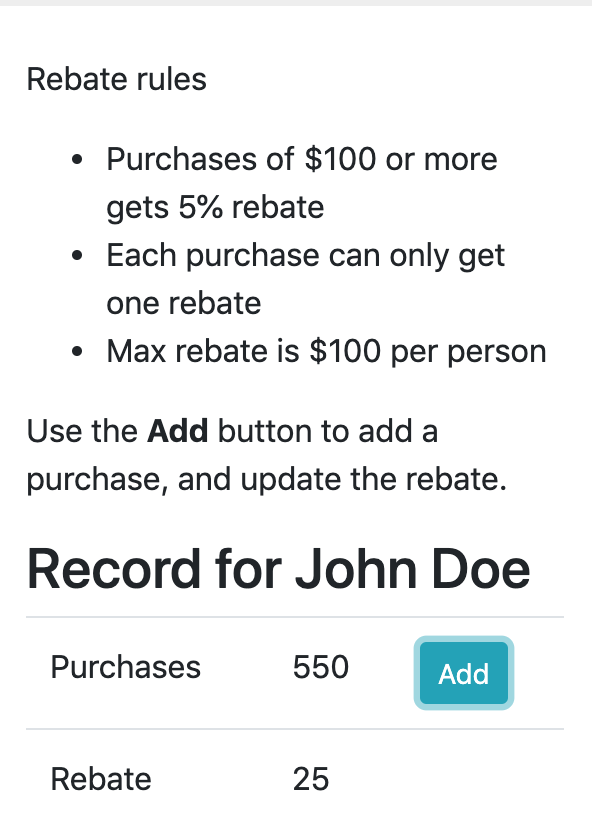 Rebate rules
• Purchases of $100 or more
gets 5% rebate
• Each purchase can only get
one rebate
• Max rebate is $100 per person
Use the Add button to add a
purchase, and update the rebate.
Record for John Doe
Purchases 550 Add
Rebate 25